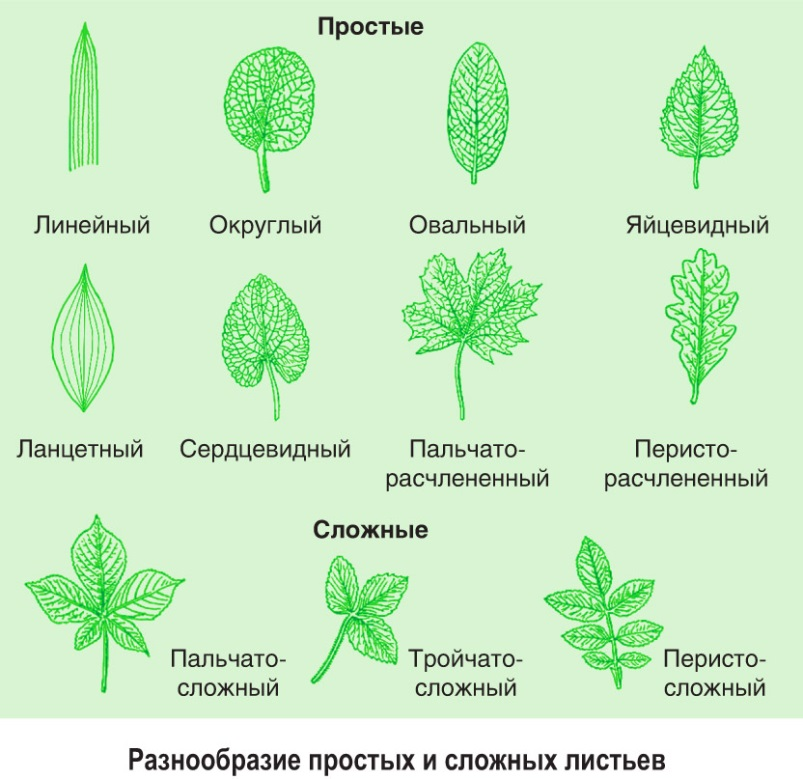 Простые
Линейный
Округлый
Овальный
Яйцевидный
Ланцетный
Сердцевидный
Пальчато-
расчлененный
Перисто-
расчлененный
Сложные
Пальчато-
сложный
Тройчато-
сложный
Перисто-
сложный
Разнообразие простых и сложных листьев